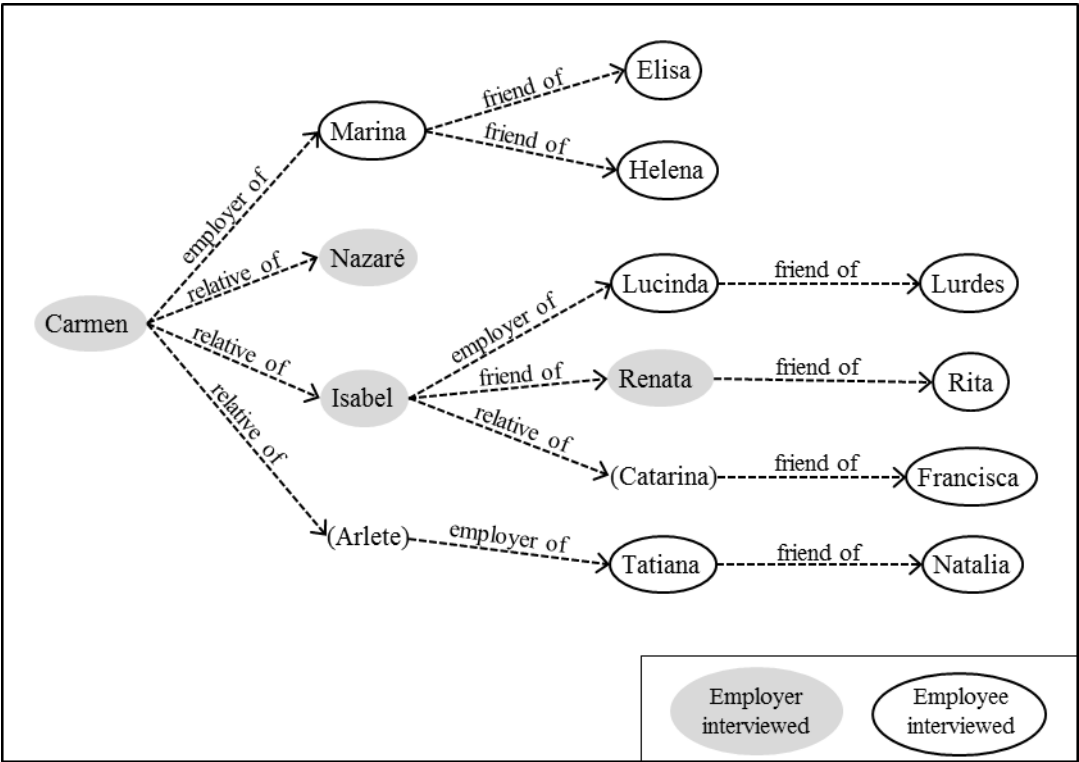 Elisa
friend of
Marina
friend of
Helena
employer of
Nazaré
relative of
Carmen
relative of
Isabel
relative of
employer of
Lucinda
friend of
Lurdes
friend of
Renata
friend of
Rita
relative of
(Catarina)
friend of
Francisca
(Arlete)
employer of
Tatiana
friend of
Natalia
Employer
interviewed
Employee
interviewed